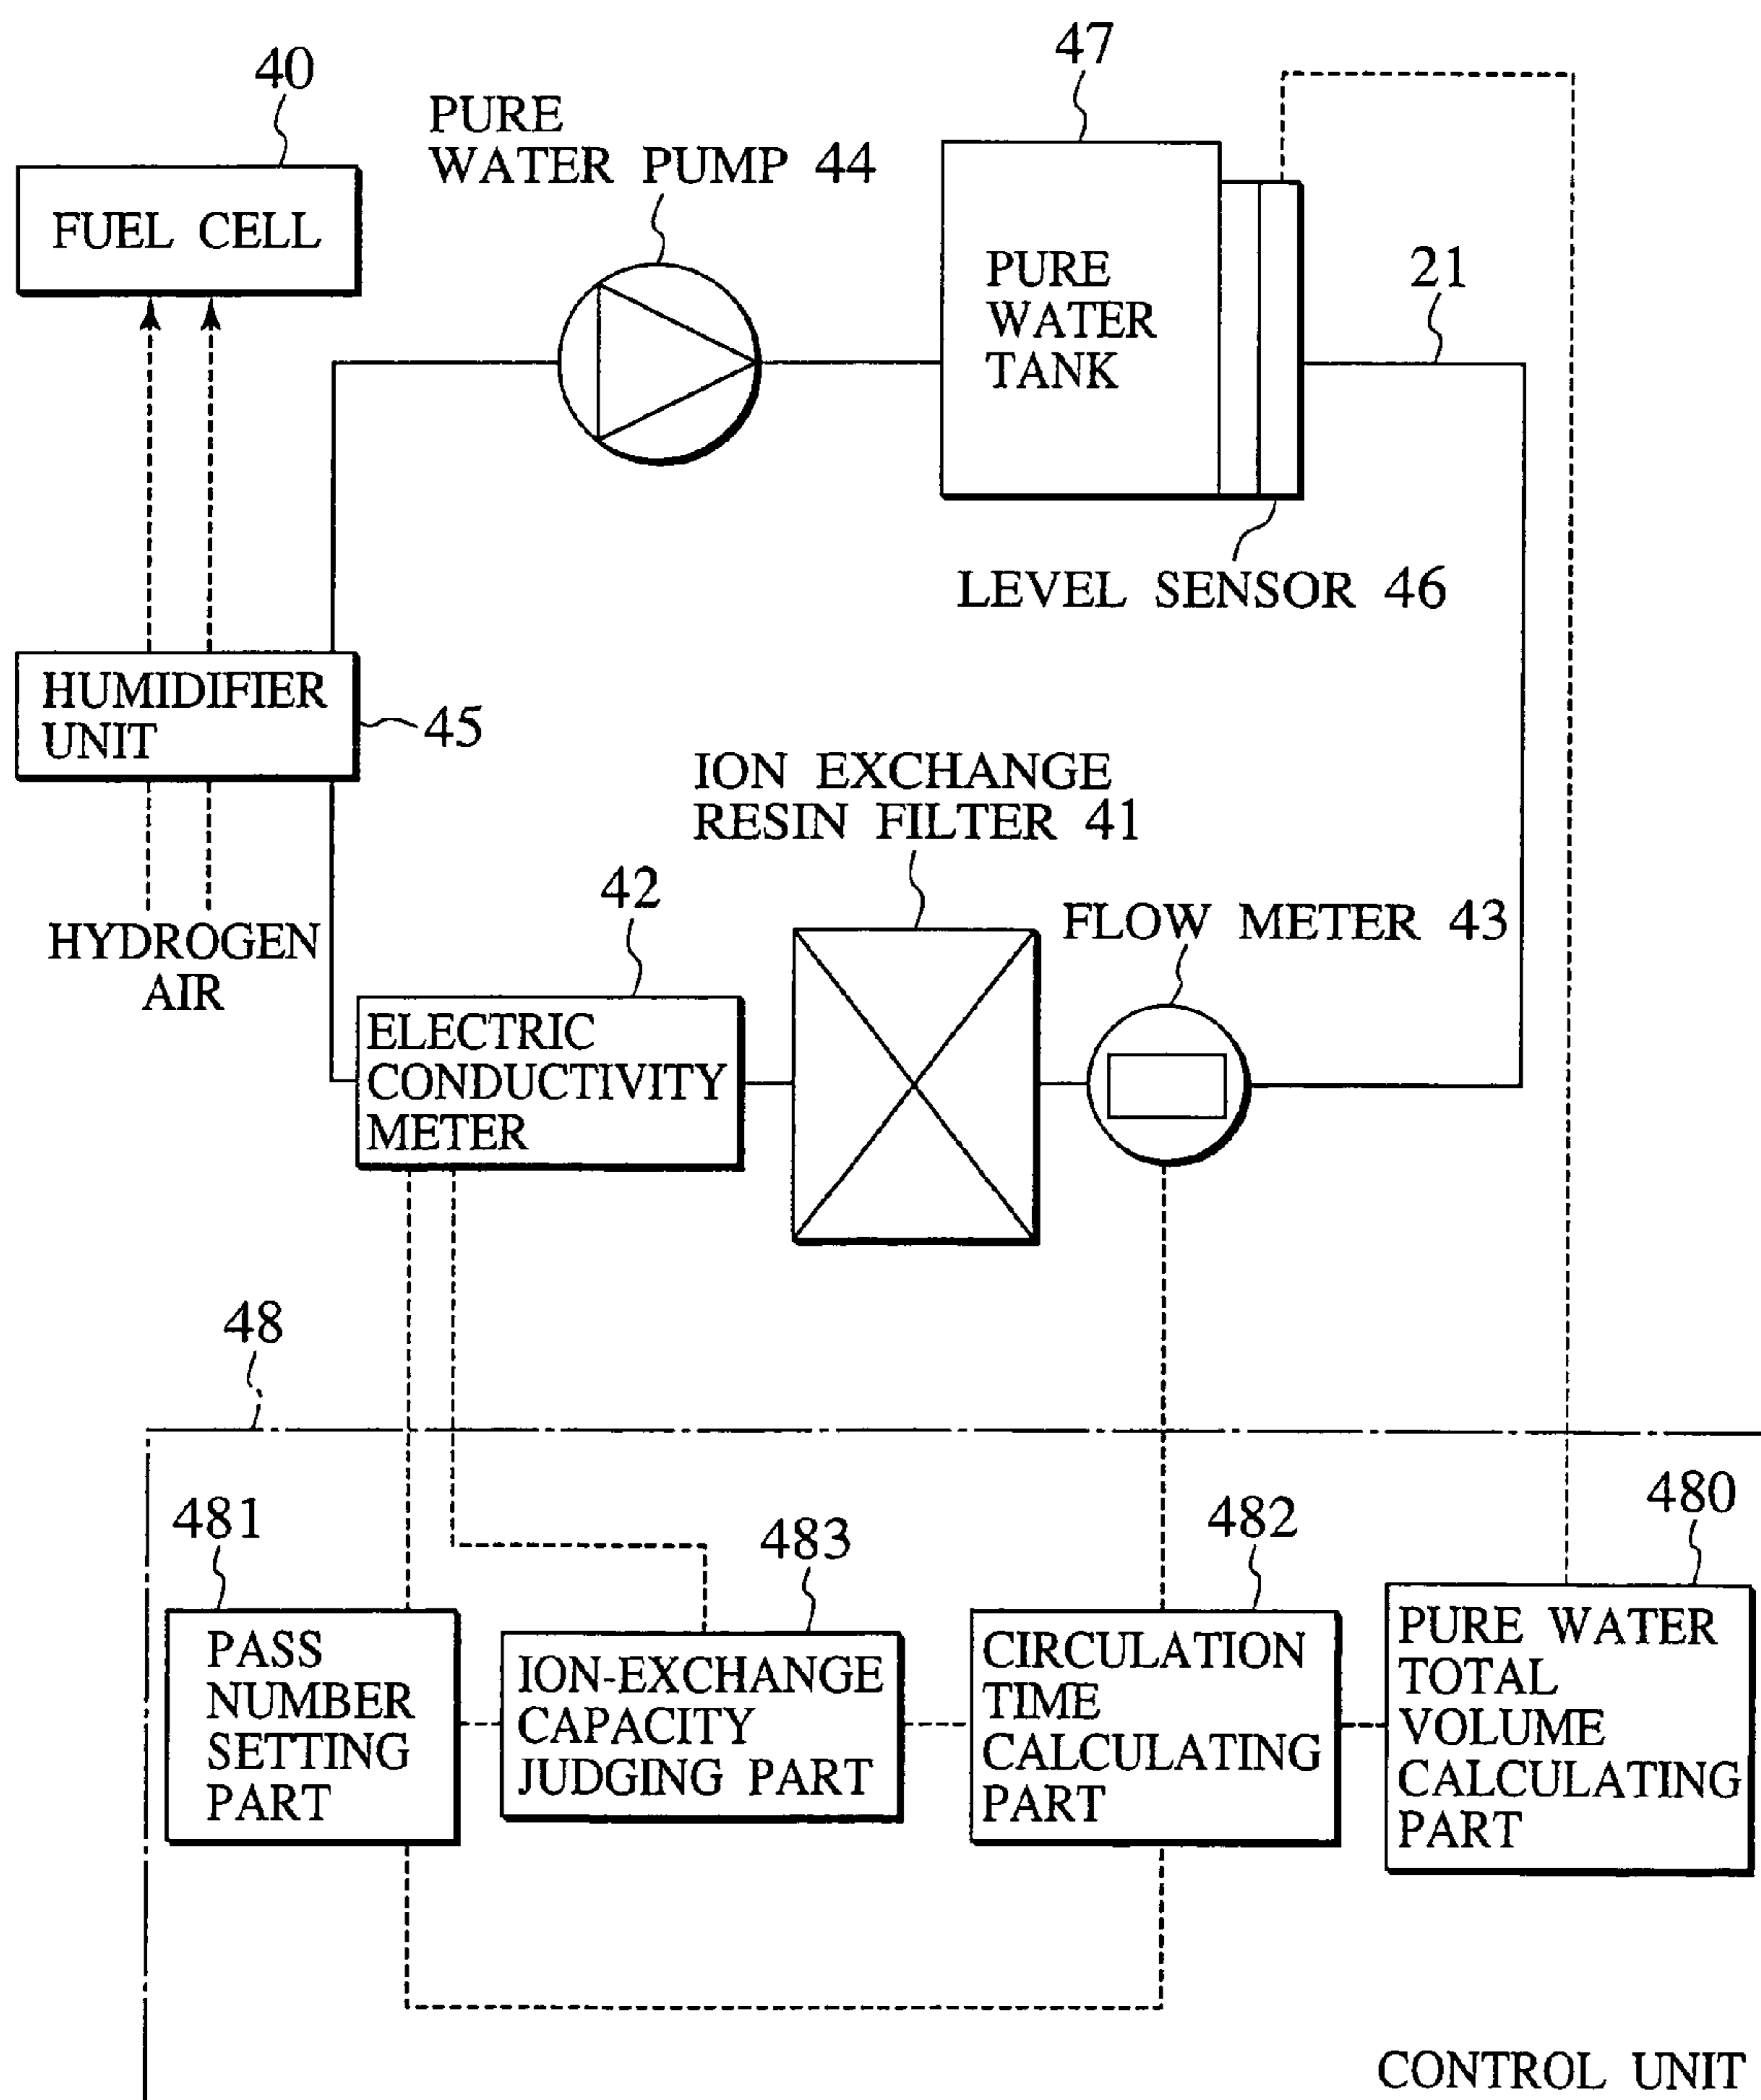 40
FUEL CELL
PURE
WATER PUMP 44
47
PURE
WATER
TANK
21
LEVEL SENSOR 46
HUMIDIFIER
UNIT
45
HYDROGEN
AIR
ION EXCHANGE
RESIN FILTER 41
42
ELECTRIC
CONDUCTIVITY
METER
FLOW METER 43
48
481
PASS
NUMBER
SETTING
PART
483
ION-EXCHANGE
CAPACITY
JUDGING PART
482
CIRCULATION
TIME
CALCULATING
PART
480
PURE WATER
TOTAL
VOLUME
CALCULATING
PART
CONTROL UNIT